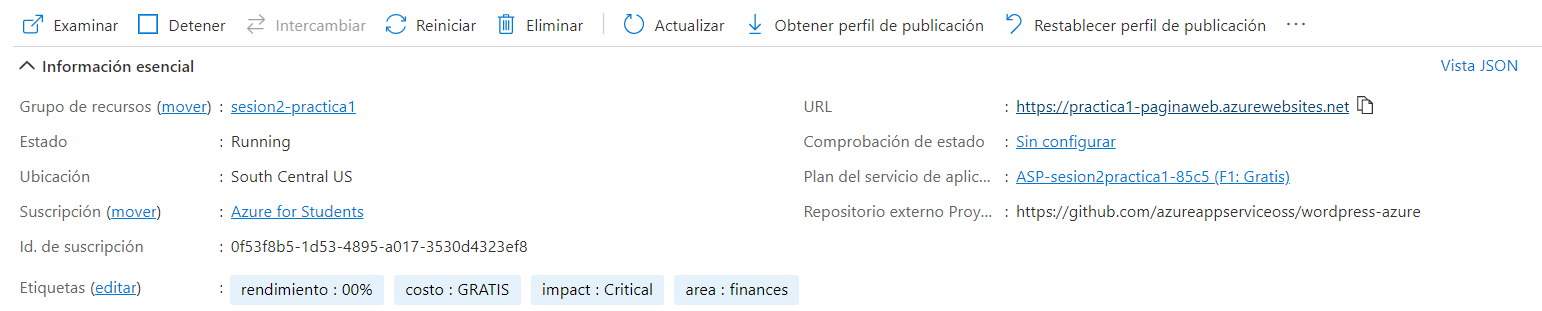 Examinar Detener Intercambiar Reiniciar Eliminar Actualizar Obtener perfil de publicación Restablecer perfil de publicación ...
Información esencial Vista JSON
Grupo de recursos (mover) : sesion2-practica1
Estado : Running
Ubicación : South Central US
Suscripción (mover) : Azure for Students
Id. de suscripción : 0f53f8b5-1d53-4895-a017-3530d4323ef8
URL : https://practica1-paginaweb.azurewebsites.net
Comprobación de estado : Sin configurar
Plan del servicio de aplic... : ASP-sesion2practica1-85c5 (F1: Gratis)
Repositorio externo Proy... : https://github.com/azureappserviceoss/wordpress-azure
Etiquetas (editar) : rendimiento : 00% costo : GRATIS impact : Critical area : finances